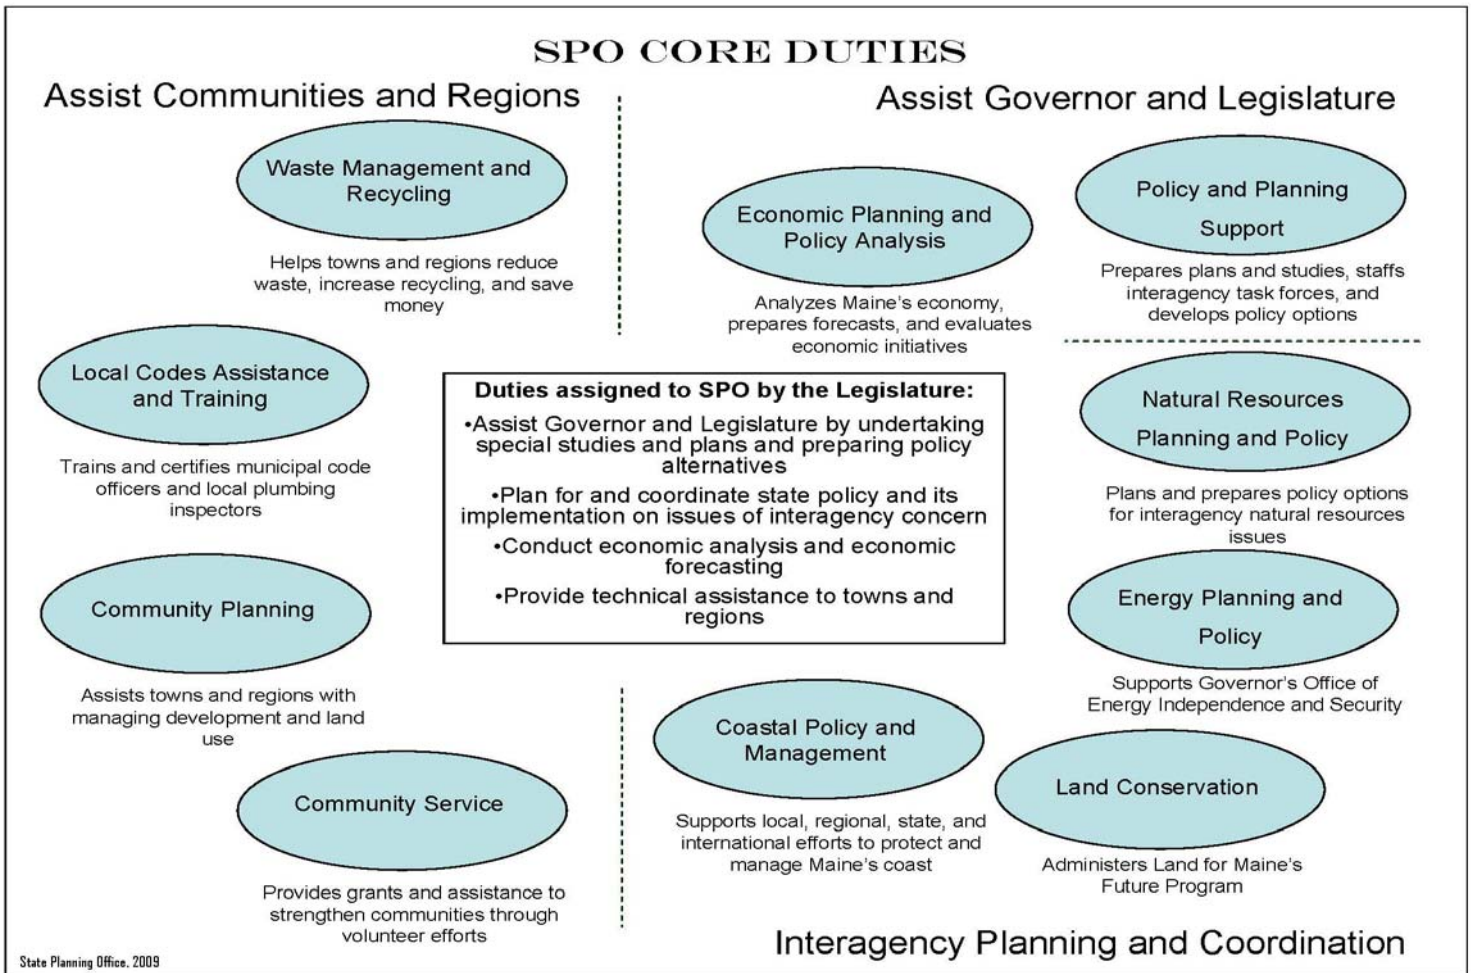 SPO CORE DUTIES
Assist Communities and Regions
Waste Management and
Recycling
Helps towns and regions reduce
waste, increase recycling, and save
money
Local Codes Assistance
and Training
Trains and certifies municipal code
officers and local plumbing
inspectors
Community Planning
Assists towns and regions with
managing development and land
use
Community Service
Provides grants and assistance to
strengthen communities through
volunteer efforts
Assist Governor and Legislature
Economic Planning and
Policy Analysis
Analyzes Maine's economy,
prepares forecasts, and evaluates
economic initiatives
Policy and Planning
Support
Prepares plans and studies, staffs
interagency task forces, and
develops policy options
Duties assigned to SPO by the Legislature:
•Assist Governor and Legislature by undertaking
special studies and plans and preparing policy
alternatives
•Plan for and coordinate state policy and its
implementation on issues of interagency concern
•Conduct economic analysis and economic
forecasting
•Provide technical assistance to towns and
regions
Natural Resources
Planning and Policy
Plans and prepares policy options
for interagency natural resources
issues
Energy Planning and
Policy
Supports Governor's Office of
Energy Independence and Security
Coastal Policy and
Management
Supports local, regional, state, and
international efforts to protect and
manage Maine's coast
Land Conservation
Administers Land for Maine's
Future Program
Interagency Planning and Coordination
State Planning Office, 2009